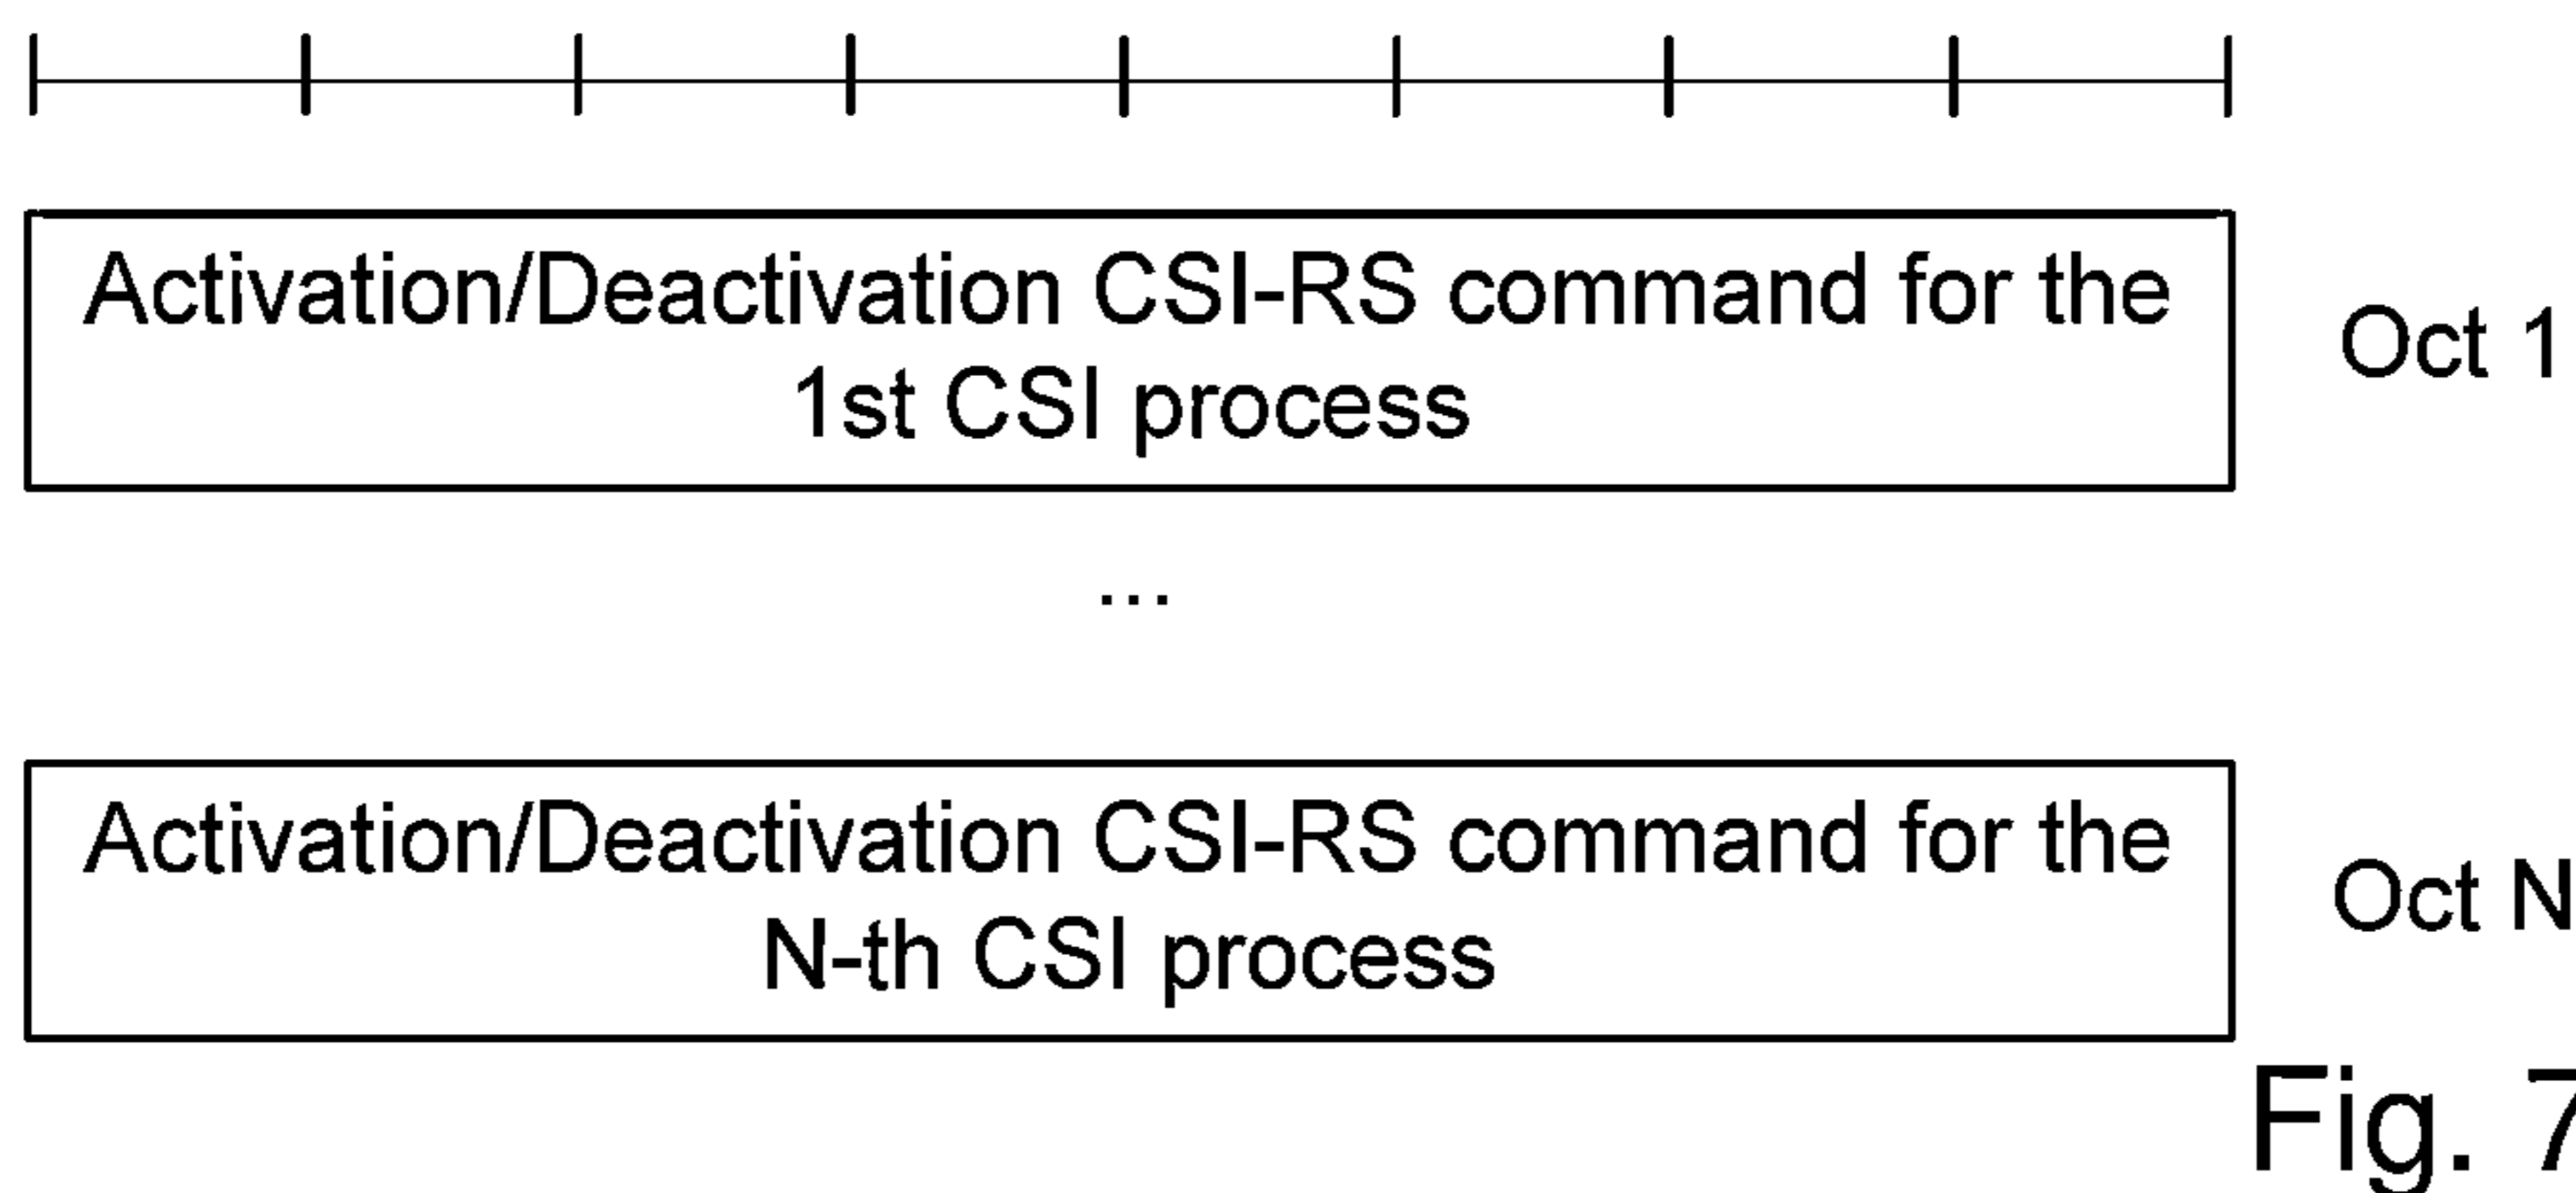 Activation/Deactivation CSI-RS command for the
1st CSI process
Oct 1
...
Activation/Deactivation CSI-RS command for the
N-th CSI process
Oct N
Fig. 7